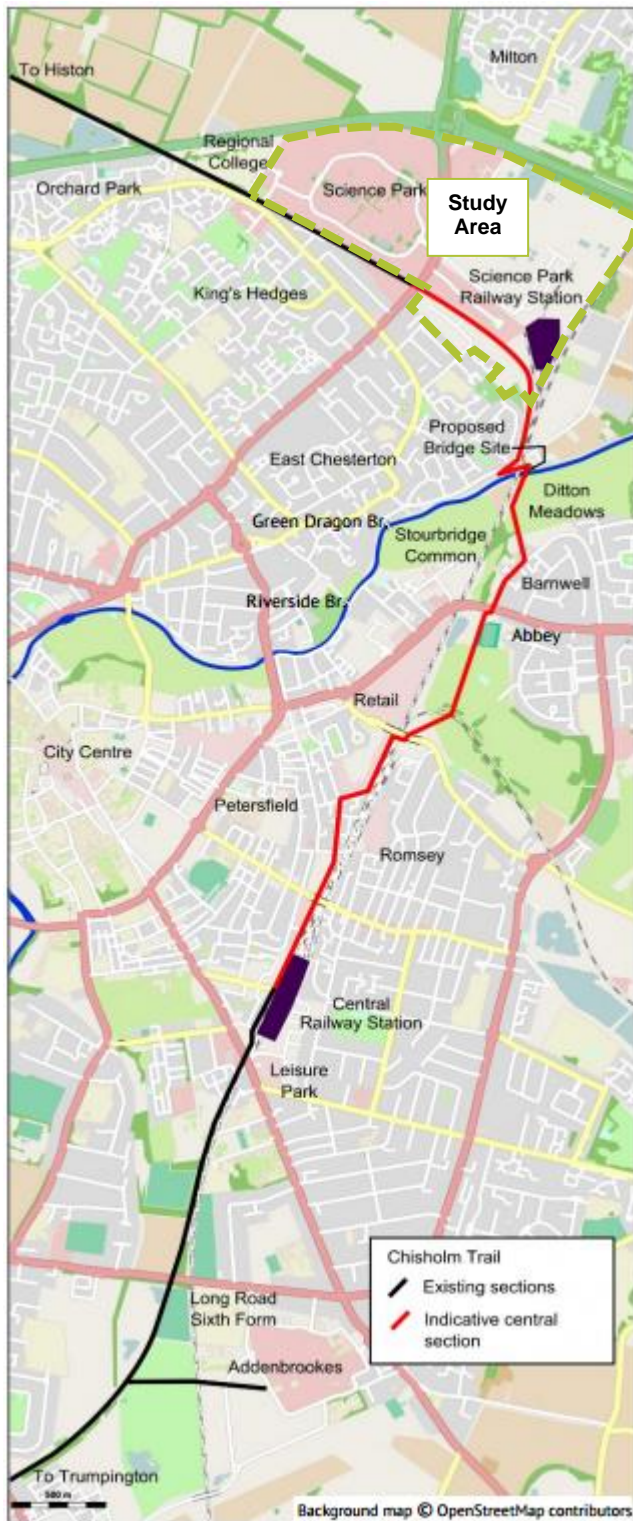 To Histon
Milton
Regional
College
Orchard Park
Science Park
Study
Area
King's Hedges
Science Park
Railway Station
Proposed
Bridge Site
East Chesterton
Ditton
Meadows
Green Dragon Br.
Stourbridge
Common
Barnwell
Riverside Br.
Abbey
Retail
City Centre
Petersfield
Romsey
Central
Railway Station
Leisure
Park
Chisholm Trail
Existing sections
Indicative central
section
Long Road
Sixth Form
Addenbrookes
To Trumpington
500 m
Background map © OpenStreetMap contributors